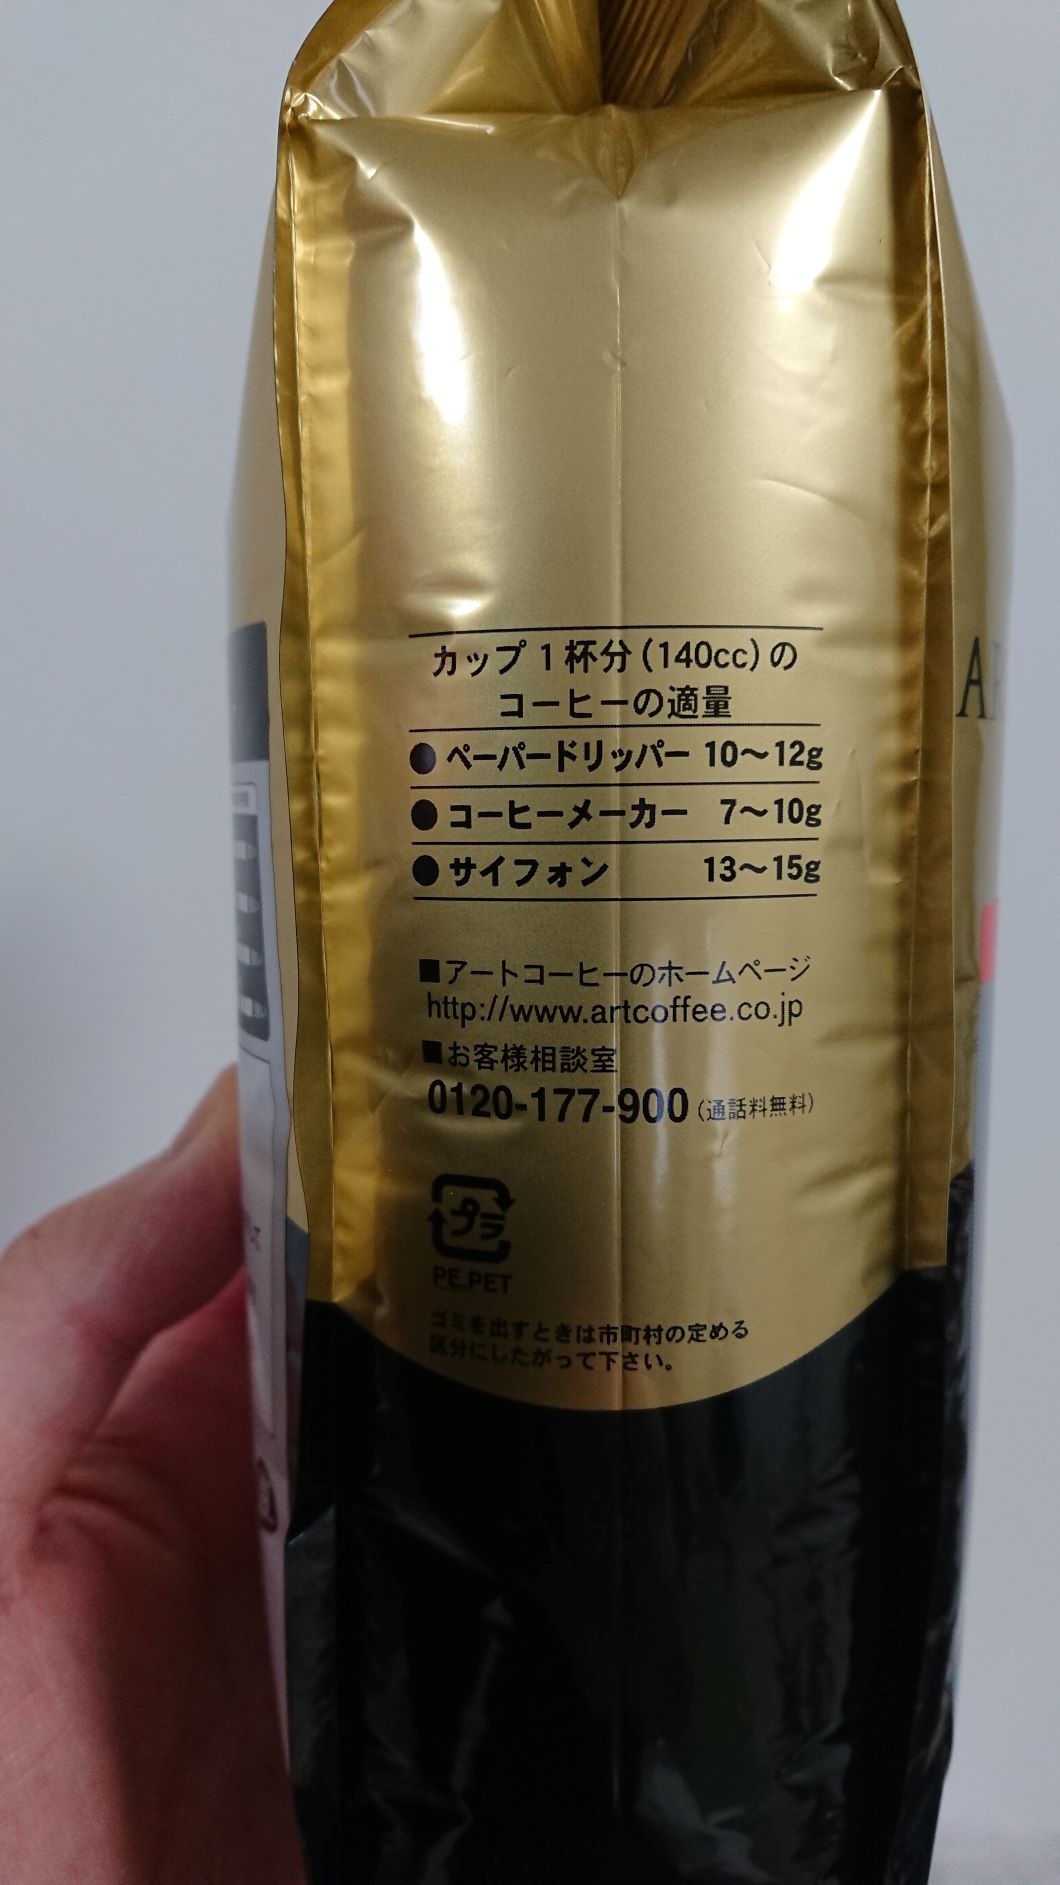 カップ 1 杯分(140cc)の
コーヒーの適量
●ペーパードリッパー 10〜12g
●コーヒーメーカー 7〜10g
●サイフォン 13〜15g
■アートコーヒーのホームページ
http://www.artcoffee.co.jp
■お客様相談室
0120-177-900(通話料無料)
プラ
PE.PET
ゴミを出すときは市町村の定める
区分にしたがって下さい。